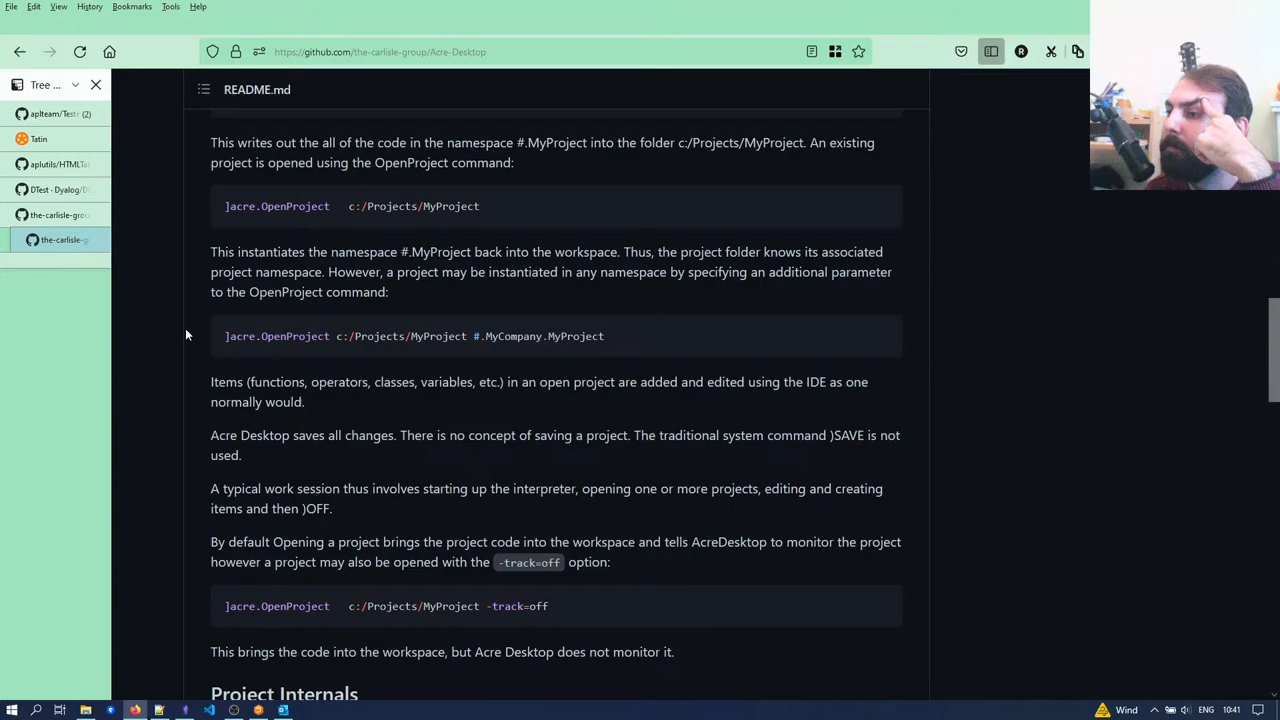 File Edit View History Bookmarks Tools Help
https://github.com/the-carlisle-group/Acre-Desktop
Tree ...
aplteam/Teste (2)
Tatin
aplutils/HTMLTa
DTest · Dyalog/D
the-carlisle-grou
the-carlisle-g
README.md
This writes out the all of the code in the namespace #.MyProject into the folder c:/Projects/MyProject. An existing
project is opened using the OpenProject command:
]acre.OpenProject c:/Projects/MyProject
This instantiates the namespace #.MyProject back into the workspace. Thus, the project folder knows its associated
project namespace. However, a project may be instantiated in any namespace by specifying an additional parameter
to the OpenProject command:
]acre.OpenProject c:/Projects/MyProject #.MyCompany.MyProject
Items (functions, operators, classes, variables, etc.) in an open project are added and edited using the IDE as one
normally would.
Acre Desktop saves all changes. There is no concept of saving a project. The traditional system command )SAVE is not
used.
A typical work session thus involves starting up the interpreter, opening one or more projects, editing and creating
items and then )OFF.
By default Opening a project brings the project code into the workspace and tells AcreDesktop to monitor the project
however a project may also be opened with the -track=off option:
]acre.OpenProject c:/Projects/MyProject -track=off
This brings the code into the workspace, but Acre Desktop does not monitor it.
Project Internals
Wind
ENG
10:41